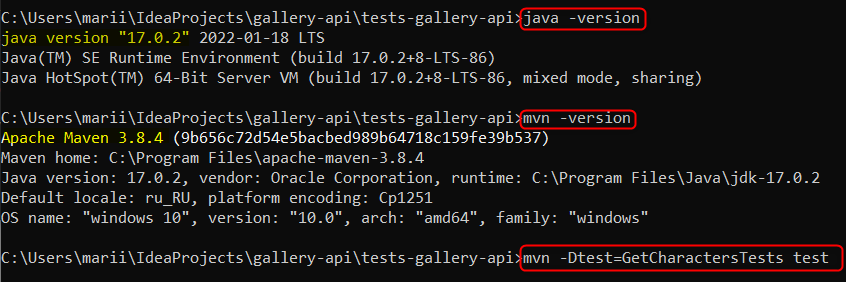 C:\Users\marii\IdeaProjects\gallery-api\tests-gallery-api>java -version
java version "17.0.2" 2022-01-18 LTS
Java(TM) SE Runtime Environment (build 17.0.2+8-LTS-86)
Java HotSpot(TM) 64-Bit Server VM (build 17.0.2+8-LTS-86, mixed mode, sharing)
C:\Users\marii\IdeaProjects\gallery-api\tests-gallery-api>mvn -version
Apache Maven 3.8.4 (9b656c72d54e5bacbed989b64718c159fe39b537)
Maven home: C:\Program Files\apache-maven-3.8.4
Java version: 17.0.2, vendor: Oracle Corporation, runtime: C:\Program Files\Java\jdk-17.0.2
Default locale: ru_RU, platform encoding: Cp1251
OS name: "windows 10", version: "10.0", arch: "amd64", family: "windows"
C:\Users\marii\IdeaProjects\gallery-api\tests-gallery-api>mvn -Dtest=GetCharactersTests test